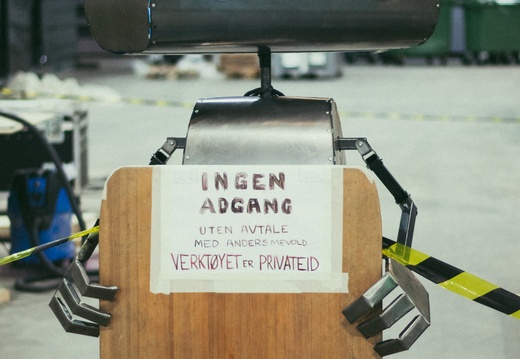 INGEN
ADGANG
UTEN AVTALE
MED ANDERS MEVOLD
VERKTØYET ER PRIVATEID